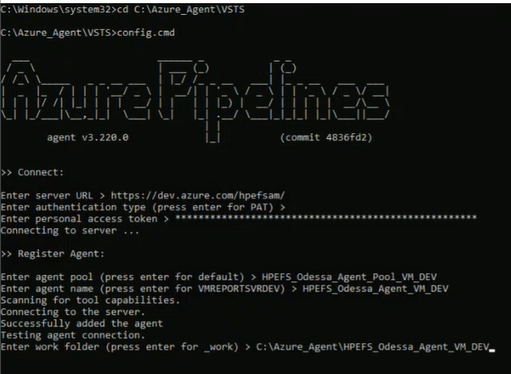 C:\Windows\system32>cd C:\Azure_Agent\VSTS
C:\Azure_Agent\VSTS>config.cmd
AzurePipelines
agent v3.220.0 (commit 4836fd2)
>> Connect:
Enter server URL > https://dev.azure.com/hpefsam/
Enter authentication type (press enter for PAT) >
Enter personal access token > ****************************************************
Connecting to server ...
>> Register Agent:
Enter agent pool (press enter for default) > HPEFS_Odessa_Agent_Pool_VM_DEV
Enter agent name (press enter for VMREPORTSVRDEV) > HPEFS_Odessa_Agent_VM_DEV
Scanning for tool capabilities.
Connecting to the server.
Successfully added the agent
Testing agent connection.
Enter work folder (press enter for _work) > C:\Azure_Agent\HPEFS_Odessa_Agent_VM_DEV